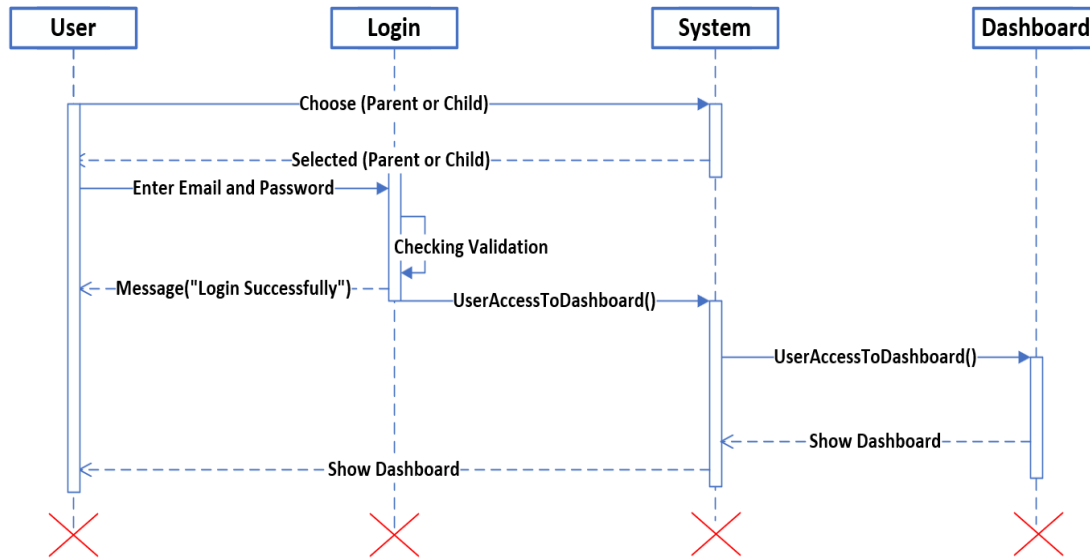 User
Login
System
Dashboard
Choose (Parent or Child)
Selected (Parent or Child)
Enter Email and Password
Checking Validation
Message("Login Successfully")
UserAccessToDashboard()
UserAccessToDashboard()
Show Dashboard
Show Dashboard